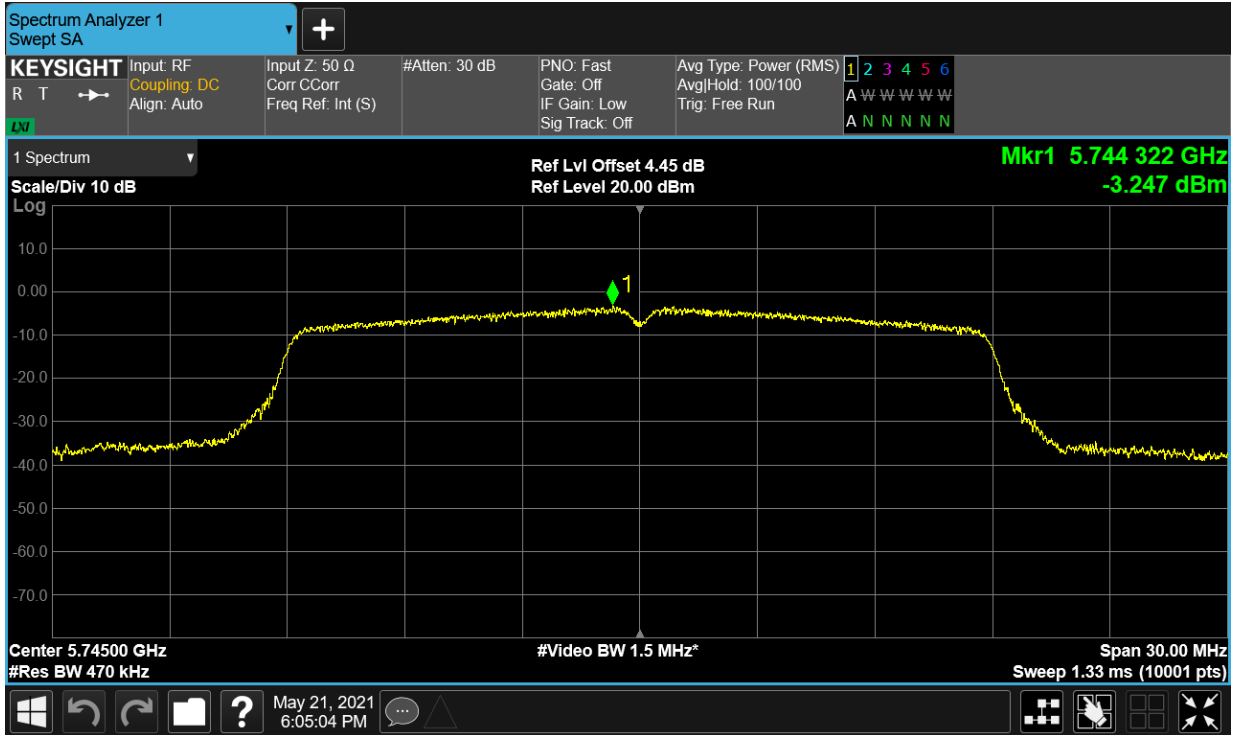 Spectrum Analyzer 1
Swept SA
+
KEYSIGHT
R T
LXI
Input: RF
Coupling: DC
Align: Auto
Input Z: 50 Ω
Corr CCorr
Freq Ref: Int (S)
#Atten: 30 dB
PNO: Fast
Gate: Off
IF Gain: Low
Sig Track: Off
Avg Type: Power (RMS)
Avg|Hold: 100/100
Trig: Free Run
1 2 3 4 5 6
A W W W W W
A N N N N N
1 Spectrum
Scale/Div 10 dB
Log
Ref Lvl Offset 4.45 dB
Ref Level 20.00 dBm
Mkr1 5.744 322 GHz
-3.247 dBm
10.0
0.00
-10.0
-20.0
-30.0
-40.0
-50.0
-60.0
-70.0
1
Center 5.74500 GHz
#Res BW 470 kHz
#Video BW 1.5 MHz*
Span 30.00 MHz
Sweep 1.33 ms (10001 pts)
?
May 21, 2021
6:05:04 PM